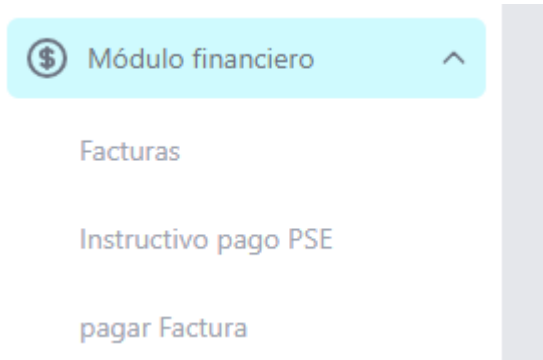 Módulo financiero
Facturas
Instructivo pago PSE
pagar Factura